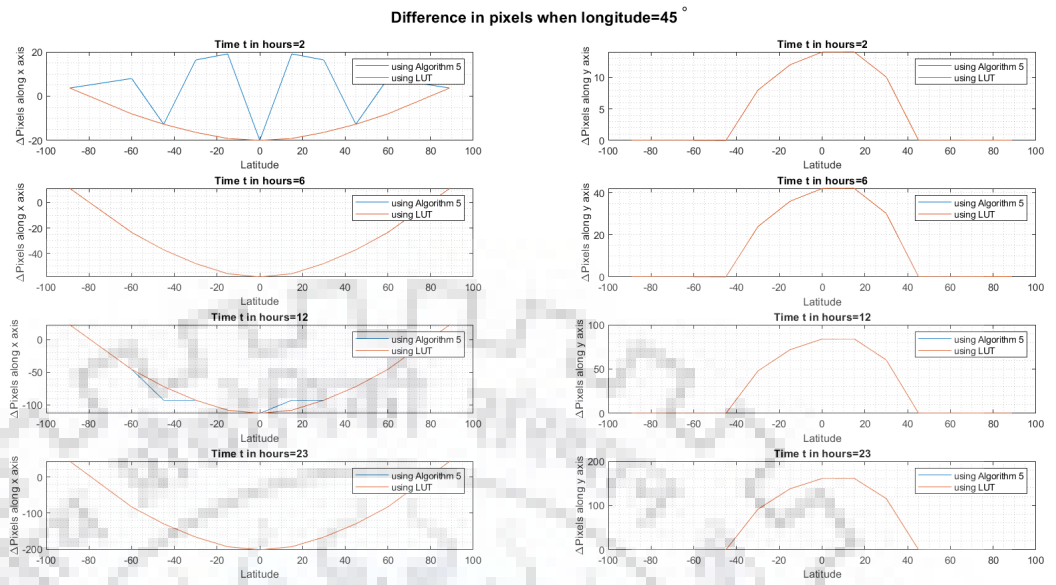 Difference in pixels when longitude=45 °
Time t in hours=2
Δ Pixels along x axis
20
0
-20
using Algorithm 5
using LUT
-100 -80 -60 -40 -20 0 20 40 60 80 100
Latitude
Time t in hours=2
Δ Pixels along y axis
10
5
0
using Algorithm 5
using LUT
-100 -80 -60 -40 -20 0 20 40 60 80 100
Latitude
Time t in hours=6
Δ Pixels along x axis
0
-20
-40
using Algorithm 5
using LUT
-100 -80 -60 -40 -20 0 20 40 60 80 100
Latitude
Time t in hours=6
Δ Pixels along y axis
40
20
0
using Algorithm 5
using LUT
-100 -80 -60 -40 -20 0 20 40 60 80 100
Latitude
Time t in hours=12
Δ Pixels along x axis
0
-50
-100
using Algorithm 5
using LUT
-100 -80 -60 -40 -20 0 20 40 60 80 100
Latitude
Time t in hours=12
Δ Pixels along y axis
100
50
0
using Algorithm 5
using LUT
-100 -80 -60 -40 -20 0 20 40 60 80 100
Latitude
Time t in hours=23
Δ Pixels along x axis
0
-100
-200
using Algorithm 5
using LUT
-100 -80 -60 -40 -20 0 20 40 60 80 100
Latitude
Time t in hours=23
Δ Pixels along y axis
200
100
0
using Algorithm 5
using LUT
-100 -80 -60 -40 -20 0 20 40 60 80 100
Latitude